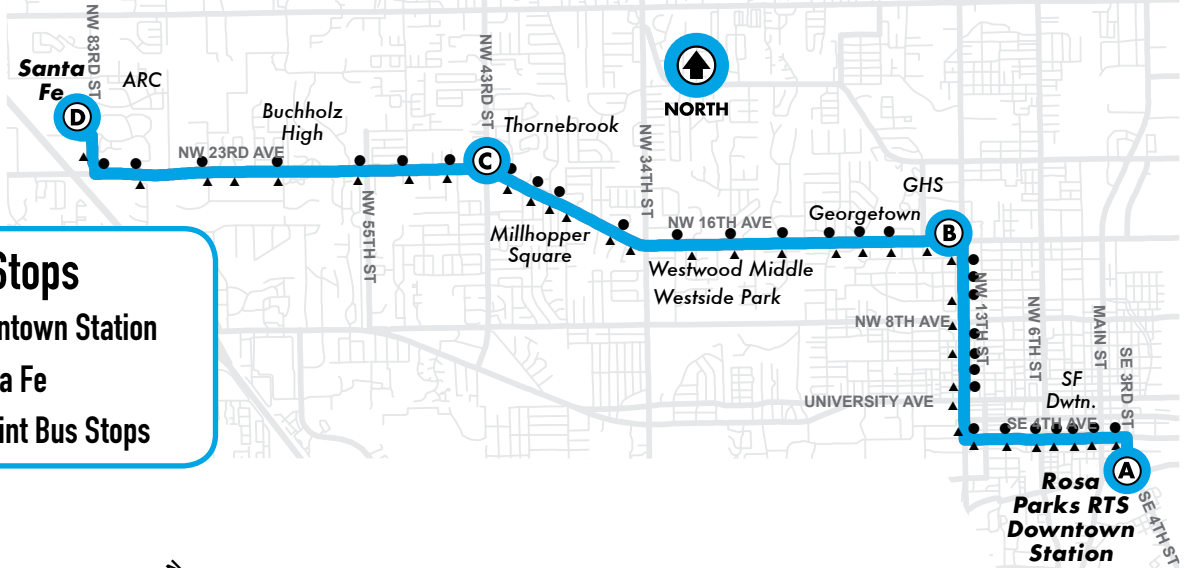 NW 83RD ST
Santa
Fe
ARC
D
Buchholz
High
NW 23RD AVE
NW 55TH ST
NW 43RD ST
Thornebrook
C
Millhopper
Square
NW 34TH ST
NORTH
NW 16TH AVE
Westwood Middle
Westside Park
Georgetown
GHS
B
NW 13TH ST
NW 8TH AVE
UNIVERSITY AVE
NW 6TH ST
MAIN ST
SE 3RD ST
SF
Dwtn.
SE 4TH AVE
A
Rosa
Parks RTS
Downtown
Station
SE 4TH ST
Stops
ntown Station
a Fe
int Bus Stops